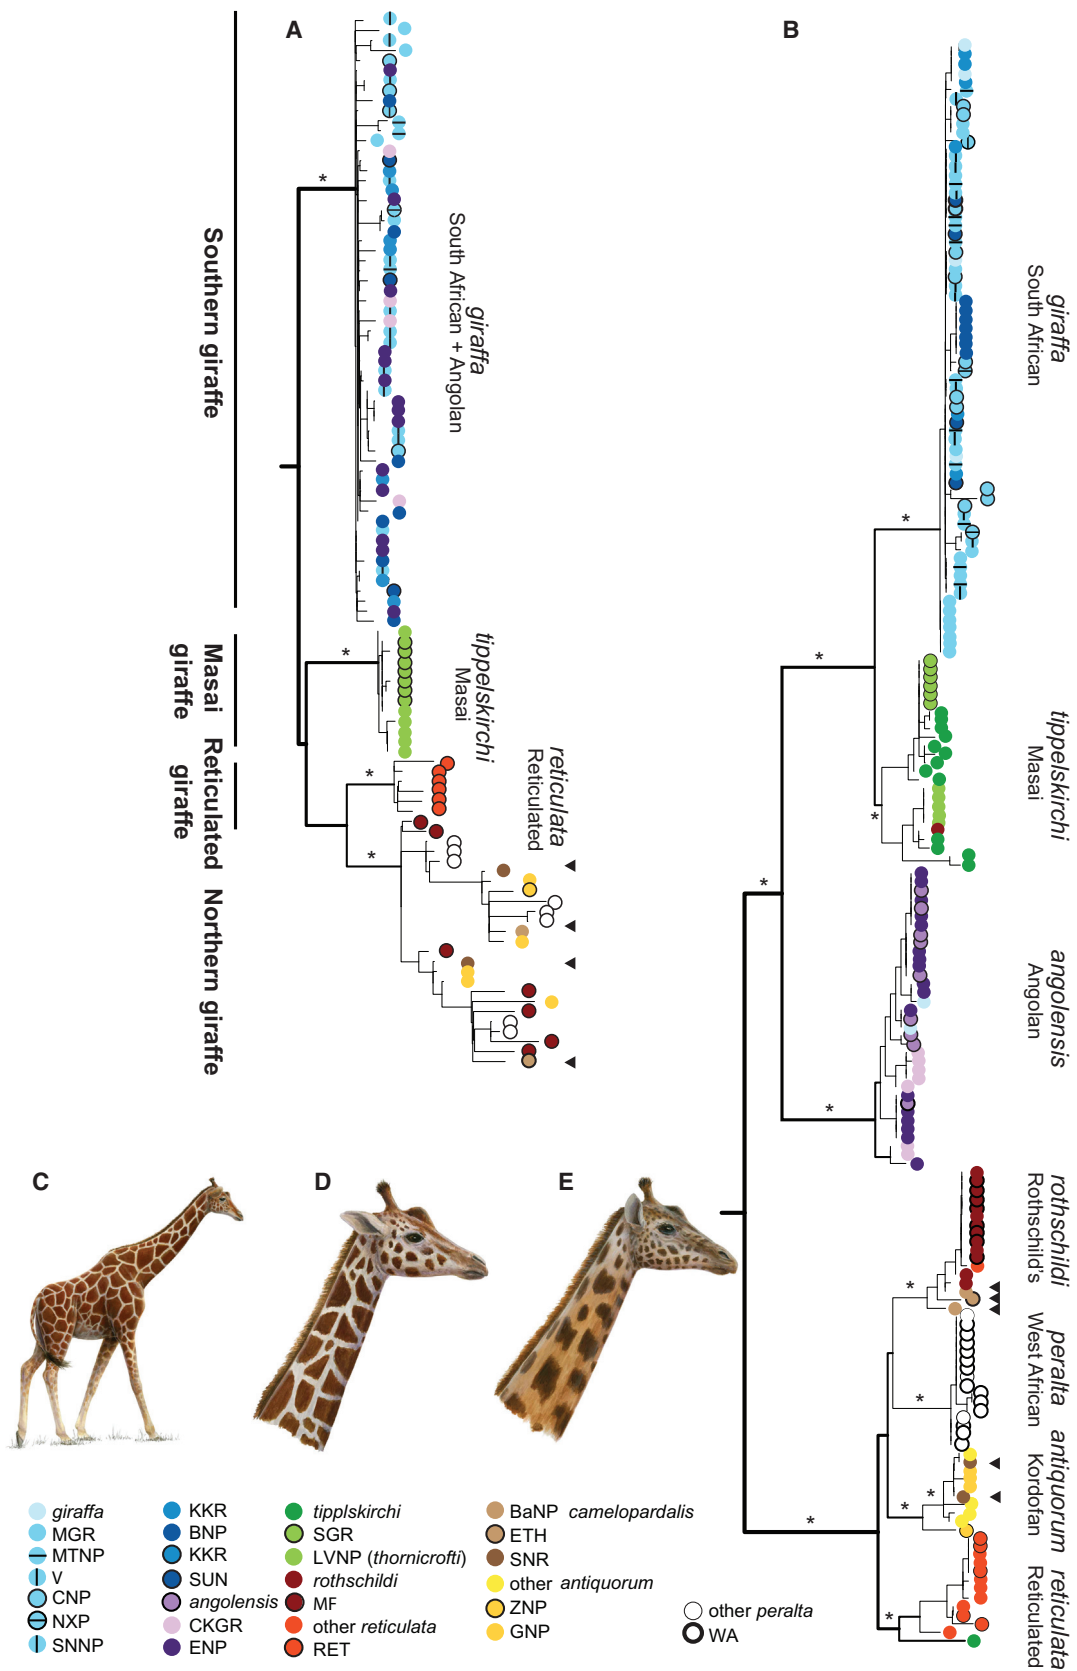 A
B
Southern giraffe
Masai
giraffe
Reticulated
giraffe
Northern giraffe
giraffa
South African + Angolan
tippelskirchi
Masai
reticulata
Reticulated
*
*
*
*
giraffa
South African
tippelskirchi
Masai
angolensis
Angolan
rothschildi
Rothschild's
peralta
West African
antiquorum
Kordofan
reticulata
Reticulated
*
*
*
*
*
*
*
*
*
*
*
C
D
E
giraffa
MGR
MTNP
V
CNP
NXP
SNNP
KKR
BNP
KKR
SUN
angolensis
CKGR
ENP
tipplskirchi
SGR
LVNP (thornicrofti)
rothschildi
MF
other reticulata
RET
BaNP camelopardalis
ETH
SNR
other antiquorum
ZNP
GNP
other peralta
WA